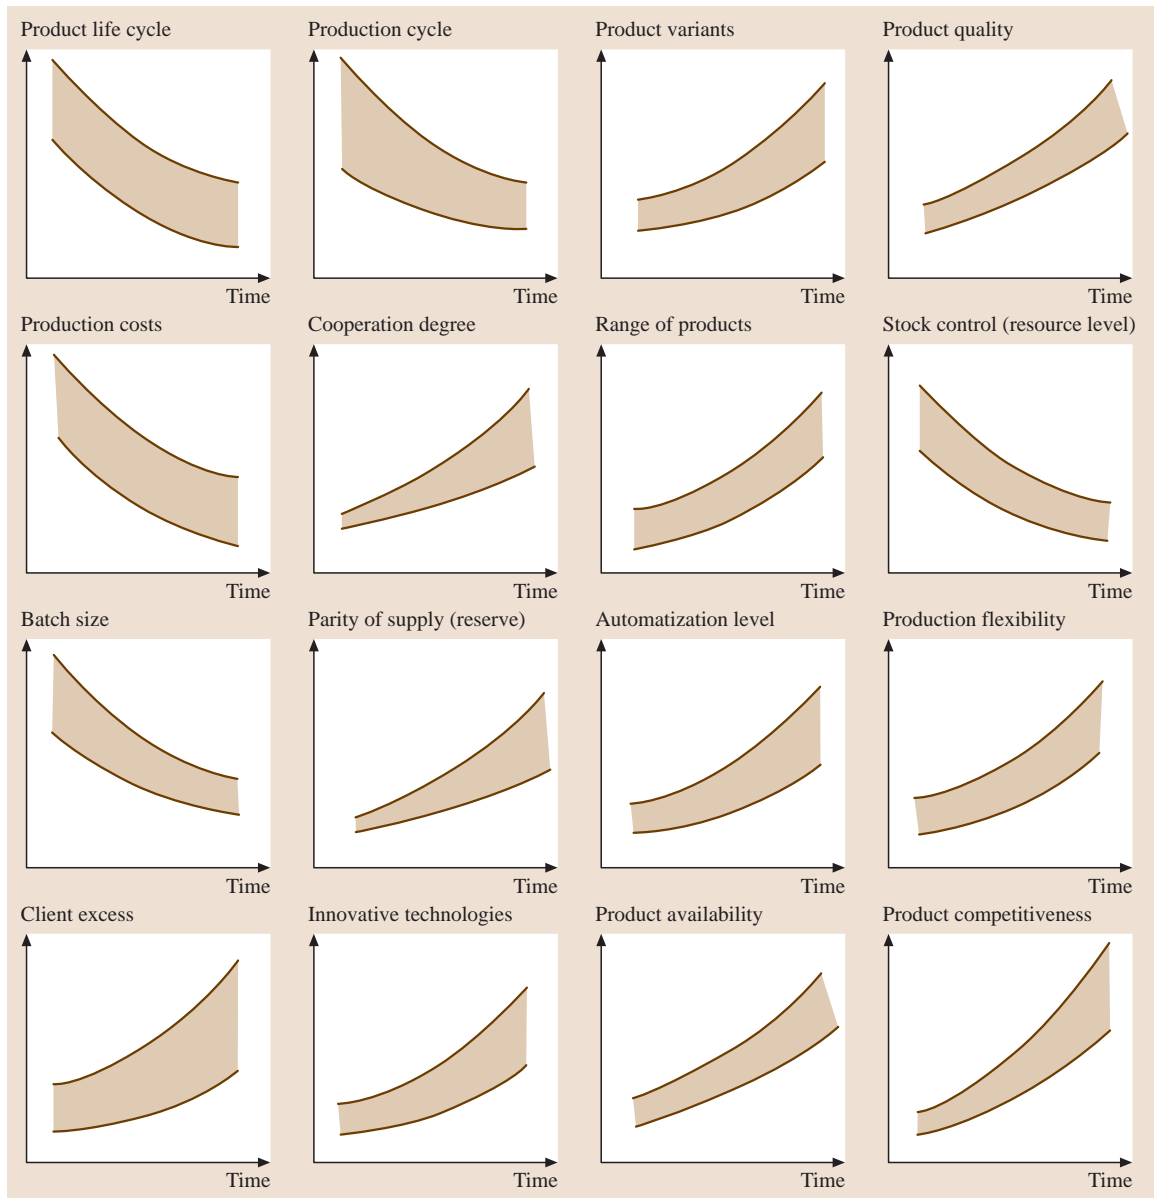 Product life cycle
Production cycle
Product variants
Product quality
Time
Time
Time
Time
Production costs
Cooperation degree
Range of products
Stock control (resource level)
Time
Time
Time
Time
Batch size
Parity of supply (reserve)
Automatization level
Production flexibility
Time
Time
Time
Time
Client excess
Innovative technologies
Product availability
Product competitiveness
Time
Time
Time
Time